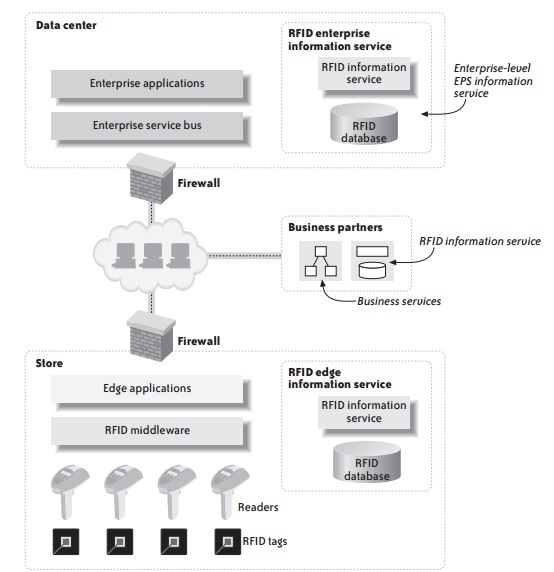 Data center
RFID enterprise
information service
RFID information
service
Enterprise applications
Enterprise service bus
RFID
database
Enterprise-level
EPS information
service
Firewall
Business partners
RFID information service
Business services
Firewall
Store
RFID edge
information service
Edge applications
RFID information
service
RFID middleware
RFID
database
Readers
RFID tags